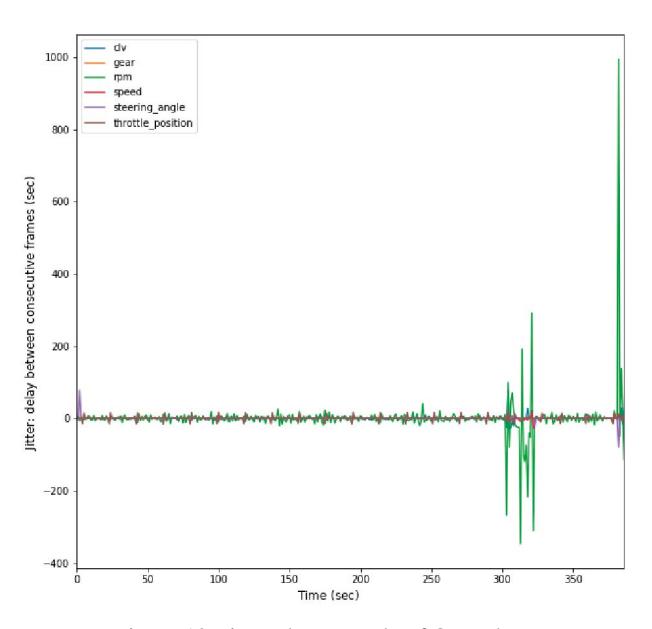 clv
gear
rpm
speed
steering_angle
throttle_position
Jitter: delay between consecutive frames (sec)
1000
800
600
400
200
0
−200
−400
0 50 100 150 200 250 300 350
Time (sec)